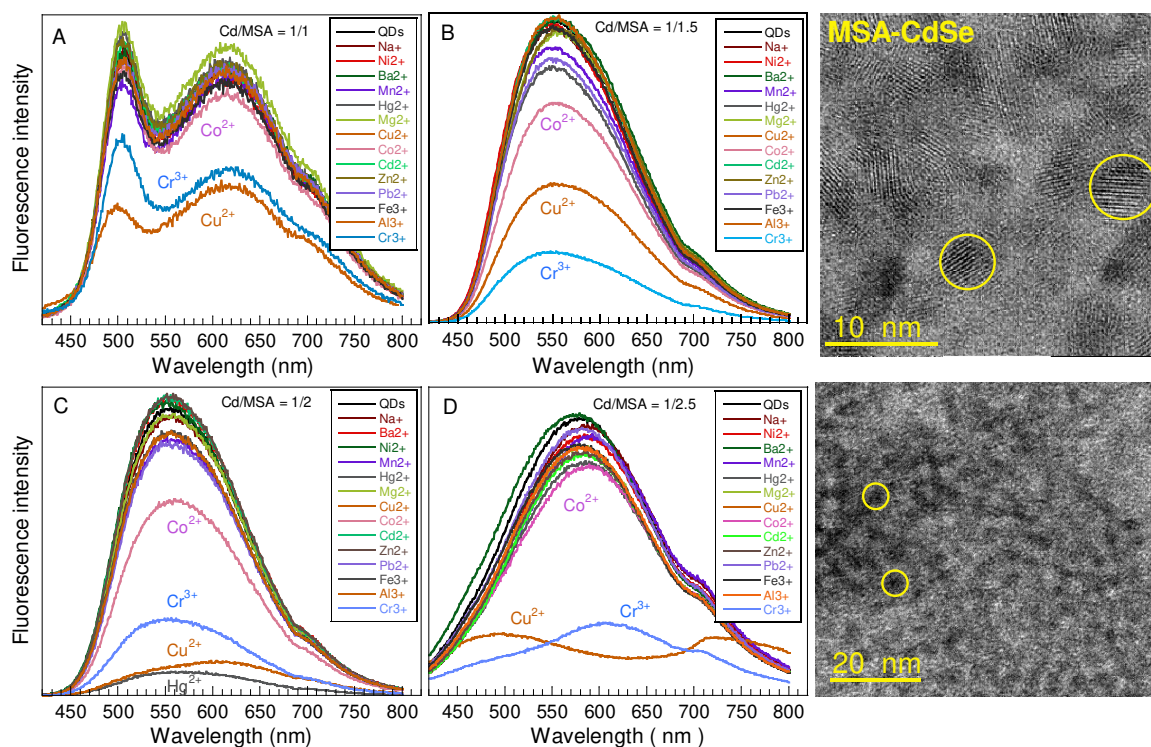 A
Cd/MSA = 1/1
QDs
Na+
Ni2+
Ba2+
Mn2+
Hg2+
Mg2+
Cu2+
Co2+
Cd2+
Zn2+
Pb2+
Fe3+
Al3+
Cr3+
Co²⁺
Cr³⁺
Cu²⁺
Fluorescence intensity
450 500 550 600 650 700 750 800
Wavelength (nm)
B
Cd/MSA = 1/1.5
QDs
Na+
Ni2+
Ba2+
Mn2+
Hg2+
Mg2+
Cu2+
Co2+
Cd2+
Zn2+
Pb2+
Fe3+
Al3+
Cr3+
Co²⁺
Cu²⁺
Cr³⁺
450 500 550 600 650 700 750 800
Wavelength (nm)
MSA-CdSe
10 nm
C
Cd/MSA = 1/2
QDs
Na+
Ba2+
Ni2+
Mn2+
Hg2+
Mg2+
Cu2+
Co2+
Cd2+
Zn2+
Pb2+
Fe3+
Al3+
Cr3+
Co²⁺
Cr³⁺
Cu²⁺
Hg²⁺
Fluorescence intensity
450 500 550 600 650 700 750 800
Wavelength (nm)
D
Cd/MSA = 1/2.5
QDs
Na+
Ni2+
Ba2+
Mn2+
Hg2+
Mg2+
Cu2+
Co2+
Cd2+
Zn2+
Pb2+
Fe3+
Al3+
Cr3+
Co²⁺
Cu²⁺
Cr³⁺
450 500 550 600 650 700 750 800
Wavelength ( nm )
20 nm